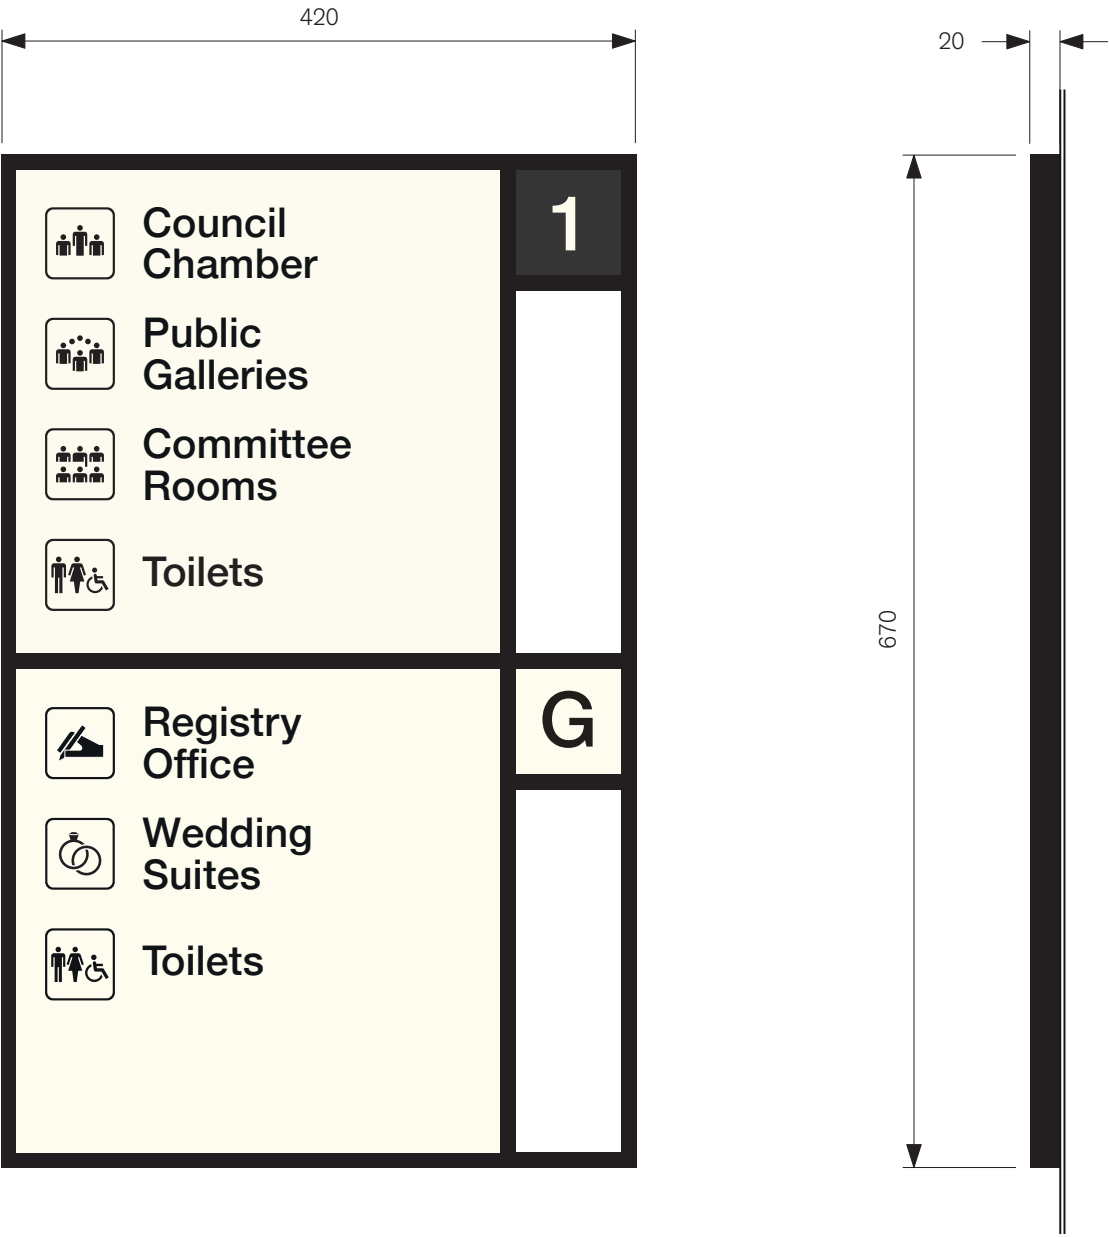 420
20
Council
Chamber
1
Public
Galleries
Committee
Rooms
Toilets
670
Registry
Office
G
Wedding
Suites
Toilets